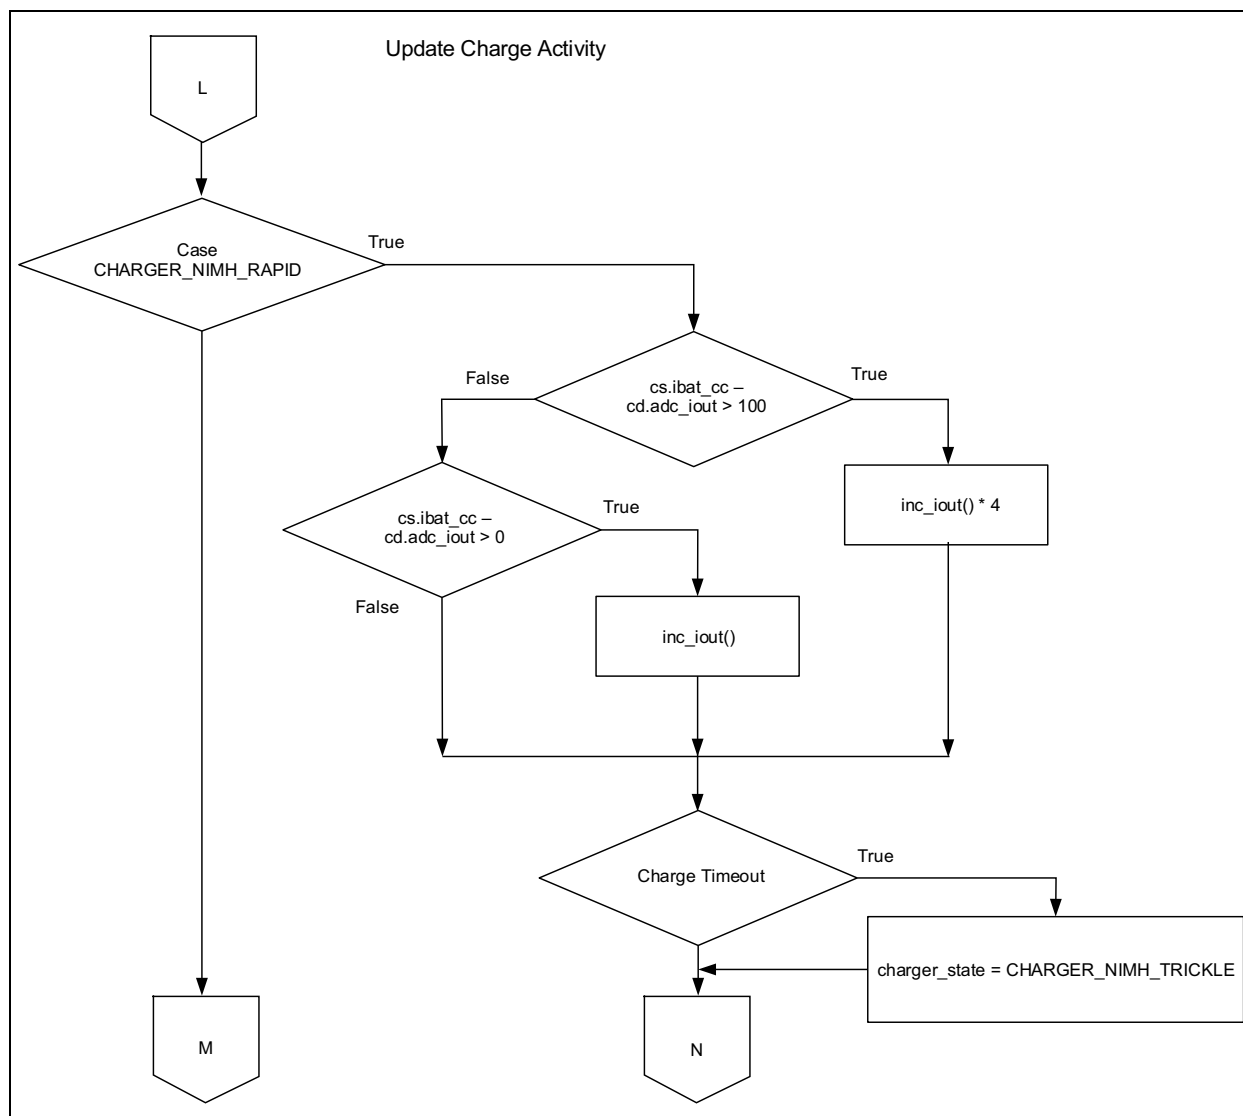 Update Charge Activity
L
Case
CHARGER_NIMH_RAPID
True
cs.ibat_cc –
cd.adc_iout > 100
False
True
cs.ibat_cc –
cd.adc_iout > 0
True
False
inc_iout() * 4
inc_iout()
Charge Timeout
True
charger_state = CHARGER_NIMH_TRICKLE
M
N